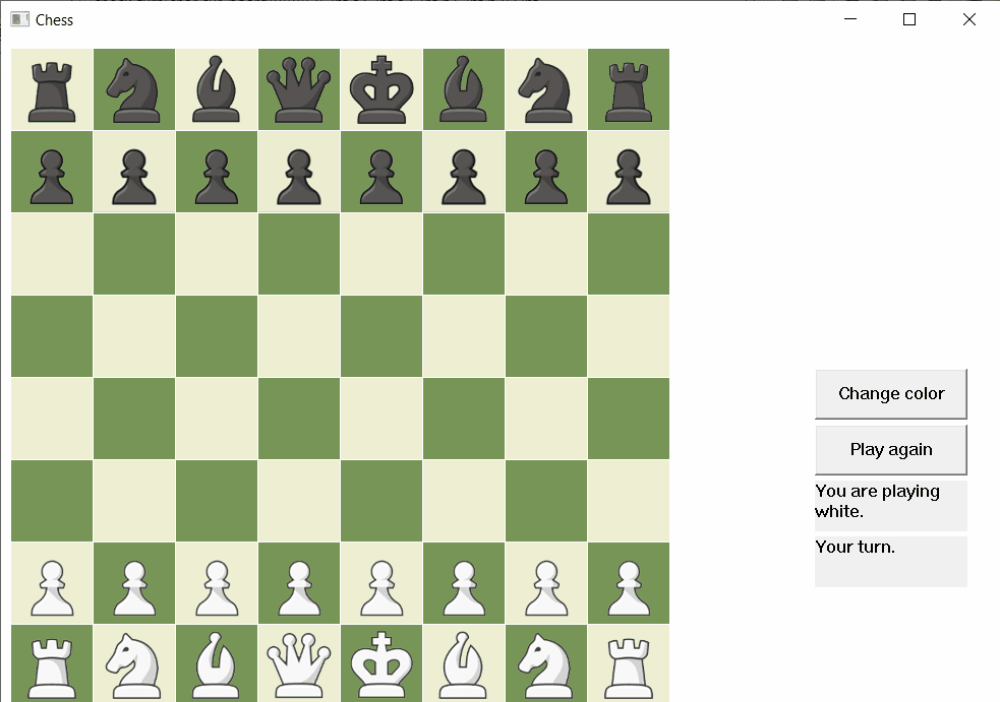 Chess
Change color
Play again
You are playing
white.
Your turn.